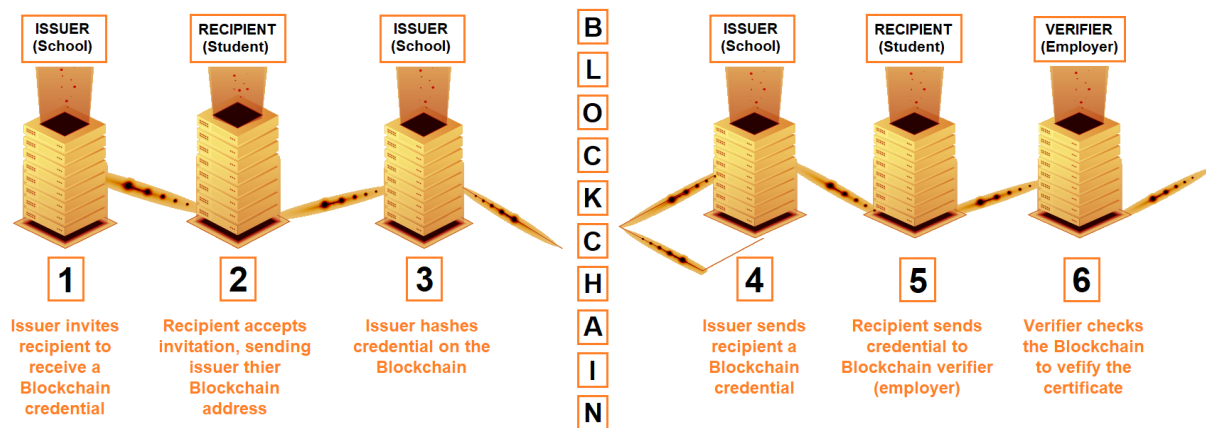 ISSUER
(School)
RECIPIENT
(Student)
ISSUER
(School)
B
L
O
C
K
C
H
A
I
N
ISSUER
(School)
RECIPIENT
(Student)
VERIFIER
(Employer)
1
Issuer invites
recipient to
receive a
Blockchain
credential
2
Recipient accepts
invitation, sending
issuer thier
Blockchain
address
3
Issuer hashes
credential on the
Blockchain
4
Issuer sends
recipient a
Blockchain
credential
5
Recipient sends
credential to
Blockchain verifier
(employer)
6
Verifier checks
the Blockchain
to vefify the
certificate